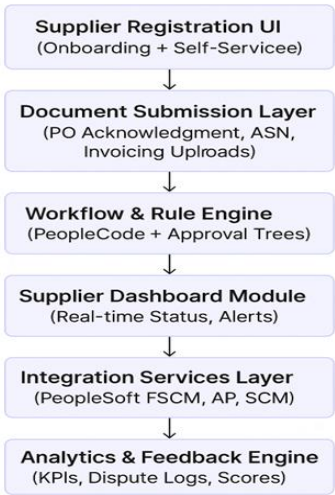 Supplier Registration UI
(Onboarding + Self-Servicee)
Document Submission Layer
(PO Acknowledgment, ASN,
Invoicing Uplroads)
Workflow & Rule Engine
(PeopleCode + Approval Trees)
Supplier Dashboard Module
(Real-time Status, Alerts)
Integration Services Layer
(PeopleSoft FSCM, AP, SCM)
Analytics & Feedback Engine
(KPIs, Dispute Logs, Scores)